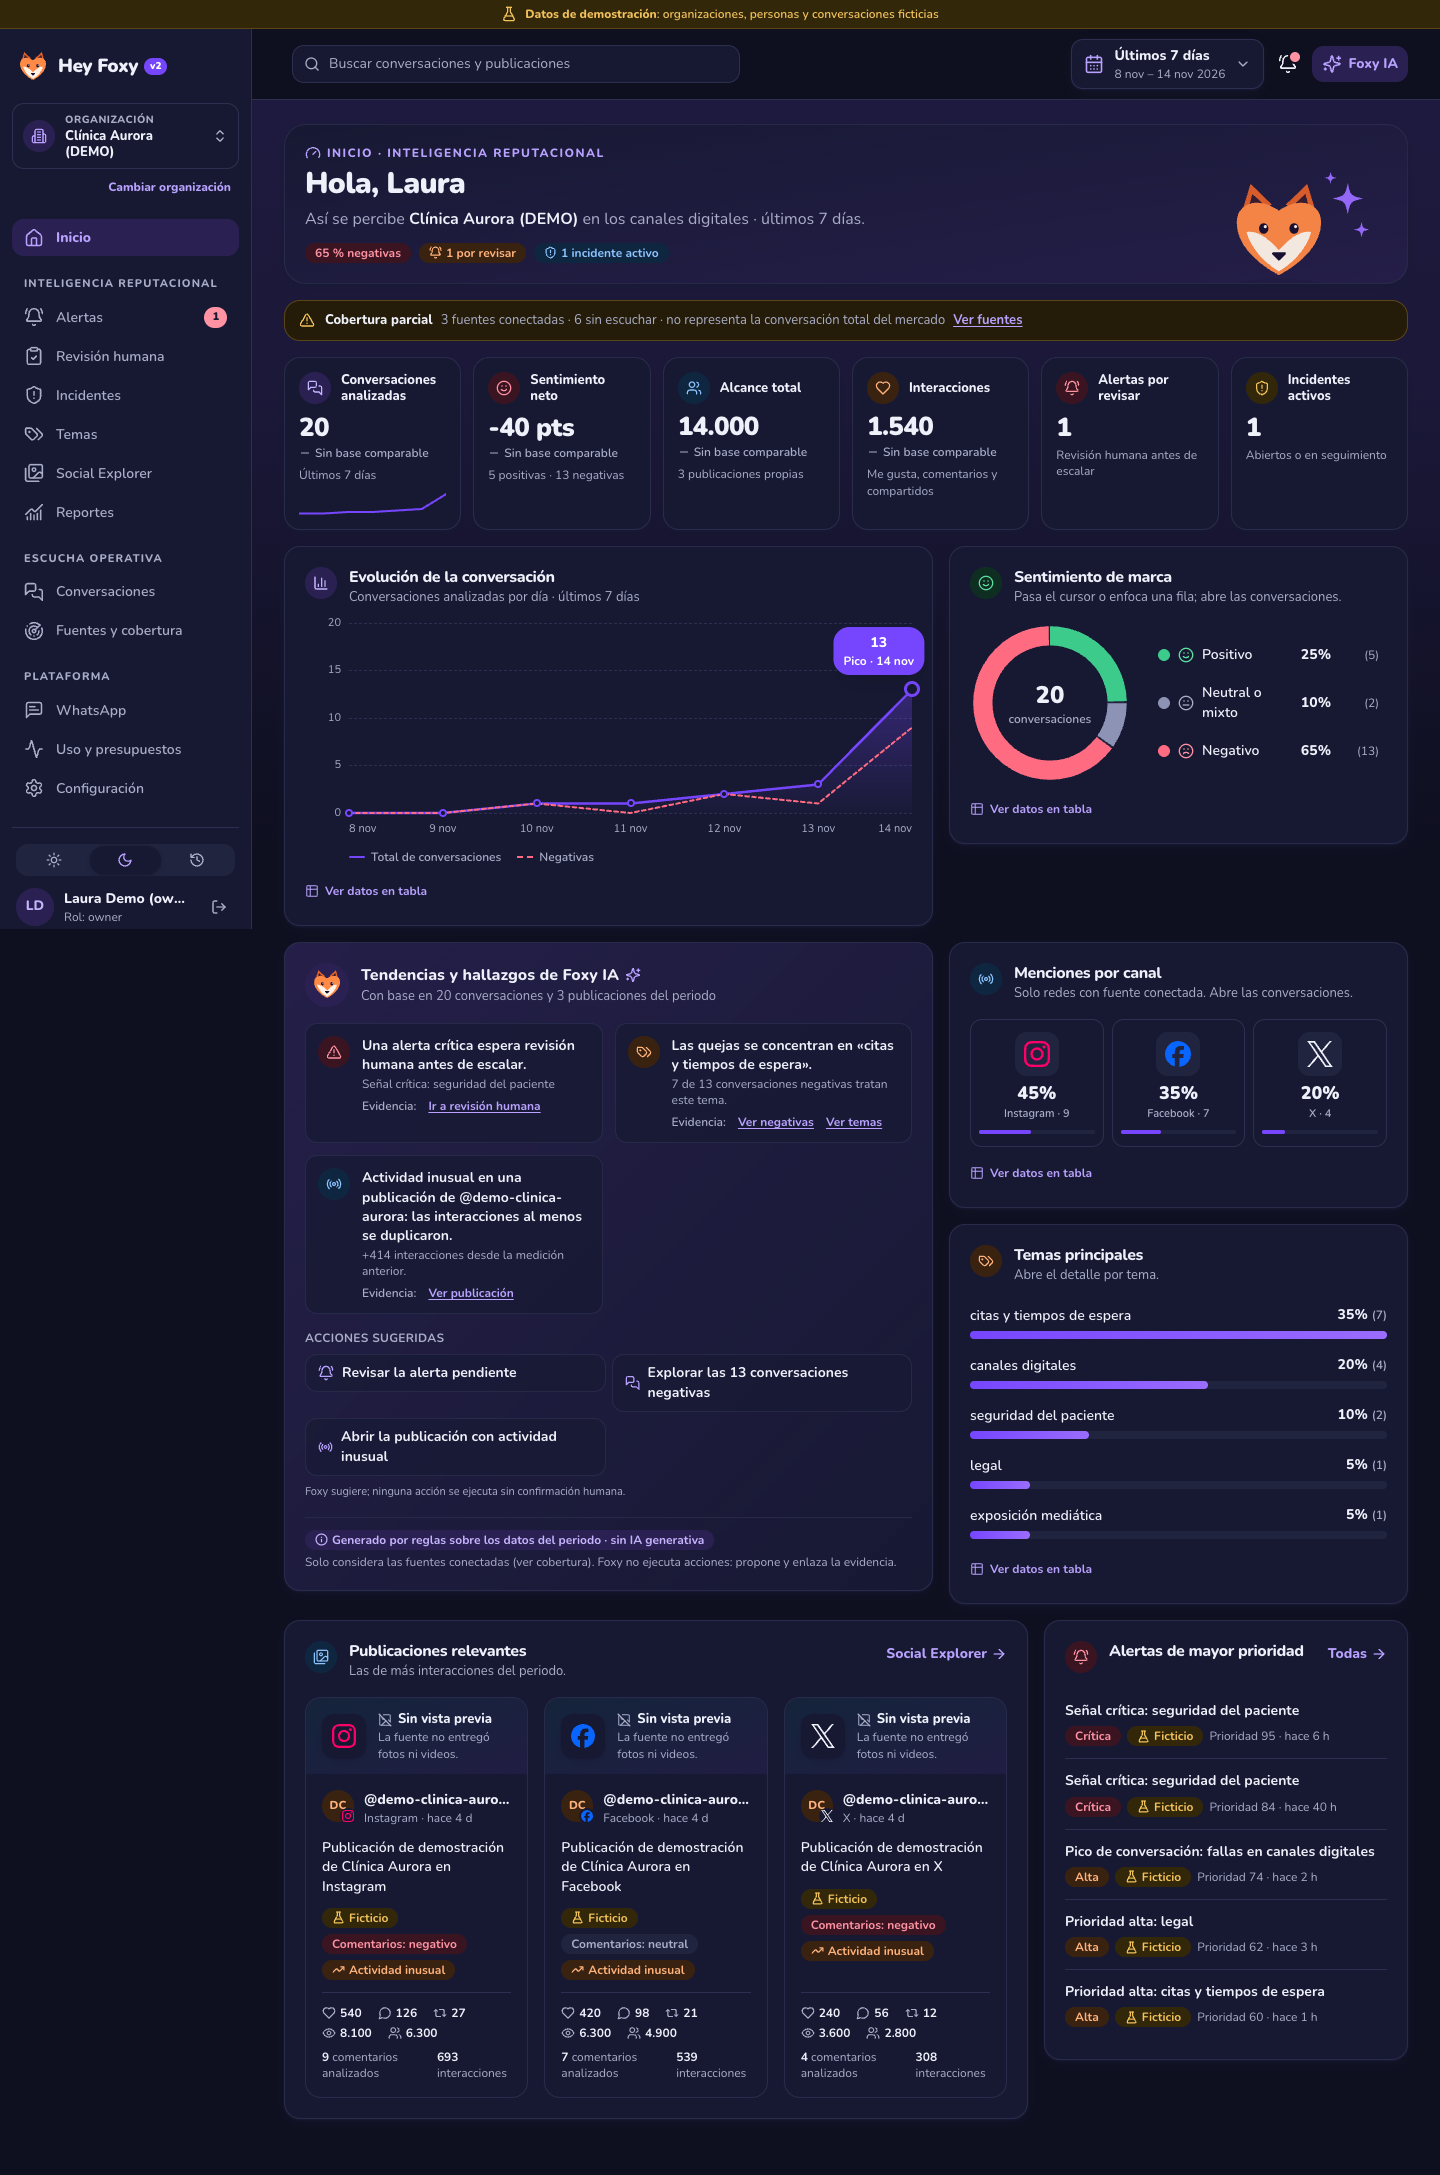 Datos de demostración: organizaciones, personas y conversaciones ficticias
Hey Foxy v2
ORGANIZACIÓN
Clínica Aurora
(DEMO)
Cambiar organización
Inicio
INTELIGENCIA REPUTACIONAL
Alertas 1
Revisión humana
Incidentes
Temas
Social Explorer
Reportes
ESCUCHA OPERATIVA
Conversaciones
Fuentes y cobertura
PLATAFORMA
WhatsApp
Uso y presupuestos
Configuración
LD
Laura Demo (ow...
Rol: owner
Buscar conversaciones y publicaciones
Últimos 7 días
8 nov – 14 nov 2026
Foxy IA
INICIO · INTELIGENCIA REPUTACIONAL
Hola, Laura
Así se percibe Clínica Aurora (DEMO) en los canales digitales · últimos 7 días.
65 % negativas
1 por revisar
1 incidente activo
Cobertura parcial 3 fuentes conectadas · 6 sin escuchar · no representa la conversación total del mercado Ver fuentes
Conversaciones
analizadas
20
— Sin base comparable
Últimos 7 días
Sentimiento
neto
-40 pts
— Sin base comparable
5 positivas · 13 negativas
Alcance total
14.000
— Sin base comparable
3 publicaciones propias
Interacciones
1.540
— Sin base comparable
Me gusta, comentarios y
compartidos
Alertas por
revisar
1
Revisión humana antes de
escalar
Incidentes
activos
1
Abiertos o en seguimiento
Evolución de la conversación
Conversaciones analizadas por día · últimos 7 días
20
15
10
5
0
13
Pico · 14 nov
8 nov 9 nov 10 nov 11 nov 12 nov 13 nov 14 nov
Total de conversaciones Negativas
Ver datos en tabla
Sentimiento de marca
Pasa el cursor o enfoca una fila; abre las conversaciones.
20
conversaciones
Positivo 25% (5)
Neutral o
mixto 10% (2)
Negativo 65% (13)
Ver datos en tabla
Tendencias y hallazgos de Foxy IA
Con base en 20 conversaciones y 3 publicaciones del periodo
Una alerta crítica espera revisión
humana antes de escalar.
Señal crítica: seguridad del paciente
Evidencia: Ir a revisión humana
Las quejas se concentran en «citas
y tiempos de espera».
7 de 13 conversaciones negativas tratan
este tema.
Evidencia: Ver negativas Ver temas
Actividad inusual en una
publicación de @demo-clinica-
aurora: las interacciones al menos
se duplicaron.
+414 interacciones desde la medición
anterior.
Evidencia: Ver publicación
ACCIONES SUGERIDAS
Revisar la alerta pendiente
Explorar las 13 conversaciones
negativas
Abrir la publicación con actividad
inusual
Foxy sugiere; ninguna acción se ejecuta sin confirmación humana.
Generado por reglas sobre los datos del periodo · sin IA generativa
Solo considera las fuentes conectadas (ver cobertura). Foxy no ejecuta acciones: propone y enlaza la evidencia.
Menciones por canal
Solo redes con fuente conectada. Abre las conversaciones.
45%
Instagram · 9
35%
Facebook · 7
20%
X · 4
Ver datos en tabla
Temas principales
Abre el detalle por tema.
citas y tiempos de espera 35% (7)
canales digitales 20% (4)
seguridad del paciente 10% (2)
legal 5% (1)
exposición mediática 5% (1)
Ver datos en tabla
Publicaciones relevantes
Las de más interacciones del periodo.
Social Explorer
Sin vista previa
La fuente no entregó
fotos ni videos.
DC
@demo-clinica-auro...
Instagram · hace 4 d
Publicación de demostración
de Clínica Aurora en
Instagram
Ficticio
Comentarios: negativo
Actividad inusual
540 126 27
8.100 6.300
9 comentarios
analizados
693
interacciones
Sin vista previa
La fuente no entregó
fotos ni videos.
DC
@demo-clinica-auro...
Facebook · hace 4 d
Publicación de demostración
de Clínica Aurora en
Facebook
Ficticio
Comentarios: neutral
Actividad inusual
420 98 21
6.300 4.900
7 comentarios
analizados
539
interacciones
Sin vista previa
La fuente no entregó
fotos ni videos.
DC
@demo-clinica-auro...
X · hace 4 d
Publicación de demostración
de Clínica Aurora en X
Ficticio
Comentarios: negativo
Actividad inusual
240 56 12
3.600 2.800
4 comentarios
analizados
308
interacciones
Alertas de mayor prioridad
Todas
Señal crítica: seguridad del paciente
Crítica Ficticio Prioridad 95 · hace 6 h
Señal crítica: seguridad del paciente
Crítica Ficticio Prioridad 84 · hace 40 h
Pico de conversación: fallas en canales digitales
Alta Ficticio Prioridad 74 · hace 2 h
Prioridad alta: legal
Alta Ficticio Prioridad 62 · hace 3 h
Prioridad alta: citas y tiempos de espera
Alta Ficticio Prioridad 60 · hace 1 h